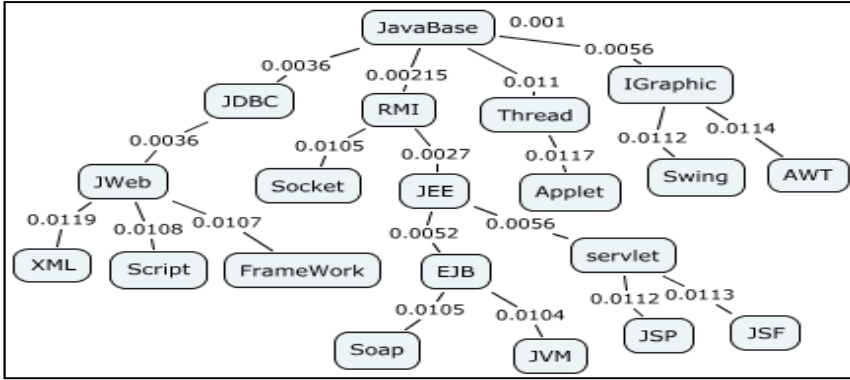 JavaBase 0.001
0.0036 0.00215 0.011 0.0056
JDBC RMI Thread IGraphic
0.0036 0.0105 0.0027 0.0117 0.0112 0.0114
JWeb Socket JEE Applet Swing AWT
0.0119 0.0108 0.0107 0.0052 0.0056
XML Script FrameWork EJB servlet
0.0105 0.0104 0.0112 0.0113
Soap JVM JSP JSF